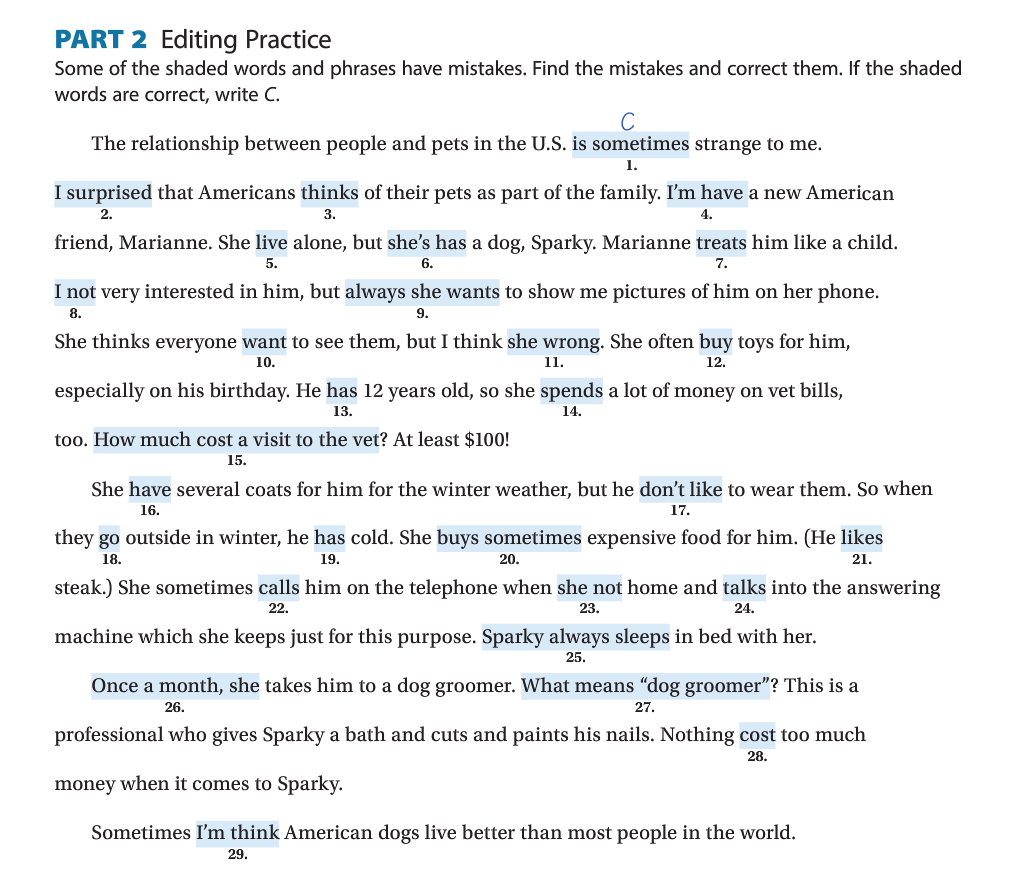 PART 2 Editing Practice
Some of the shaded words and phrases have mistakes. Find the mistakes and correct them. If the shaded
words are correct, write C.
C
The relationship between people and pets in the U.S. is sometimes strange to me.
1.
I surprised that Americans thinks of their pets as part of the family. I'm have a new American
2. 3. 4.
friend, Marianne. She live alone, but she's has a dog, Sparky. Marianne treats him like a child.
5. 6. 7.
I not very interested in him, but always she wants to show me pictures of him on her phone.
8. 9.
She thinks everyone want to see them, but I think she wrong. She often buy toys for him,
10. 11. 12.
especially on his birthday. He has 12 years old, so she spends a lot of money on vet bills,
13. 14.
too. How much cost a visit to the vet? At least $100!
15.
She have several coats for him for the winter weather, but he don't like to wear them. So when
16. 17.
they go outside in winter, he has cold. She buys sometimes expensive food for him. (He likes
18. 19. 20. 21.
steak.) She sometimes calls him on the telephone when she not home and talks into the answering
22. 23. 24.
machine which she keeps just for this purpose. Sparky always sleeps in bed with her.
25.
Once a month, she takes him to a dog groomer. What means "dog groomer"? This is a
26. 27.
professional who gives Sparky a bath and cuts and paints his nails. Nothing cost too much
28.
money when it comes to Sparky.
Sometimes I'm think American dogs live better than most people in the world.
29.